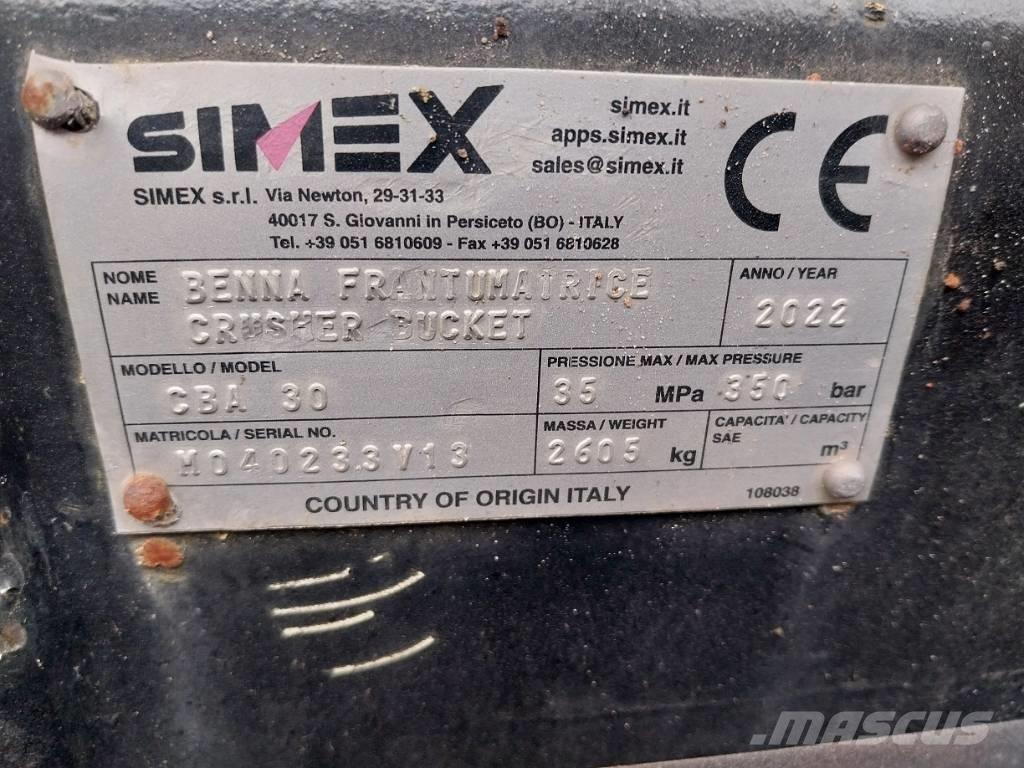 SIMEX
simex.it
apps.simex.it
sales@simex.it
CE
SIMEX s.r.l. Via Newton, 29-31-33
40017 S. Giovanni in Persiceto (BO) - ITALY
Tel. +39 051 6810609 - Fax +39 051 6810628
NOME BENNA FRANTUMATRICE
NAME CRUSHER BUCKET
ANNO / YEAR
2022
MODELLO / MODEL
CBA 30
PRESSIONE MAX / MAX PRESSURE
35 MPa 350 bar
MATRICOLA / SERIAL NO.
M040233V13
MASSA / WEIGHT
2605 kg
CAPACITA' / CAPACITY
SAE m³
COUNTRY OF ORIGIN ITALY
108038
MASCUS